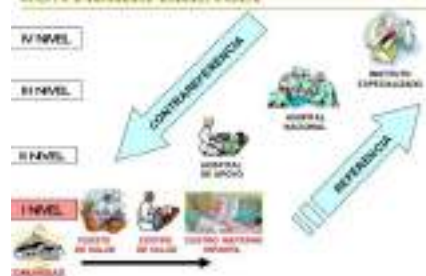 IV NIVEL
III NIVEL
II NIVEL
I NIVEL
CONTRAREFERENCIA
REFERENCIA
INSTITUTO
ESPECIALIZADO
HOSPITAL
NACIONAL
HOSPITAL
DE APOYO
PUESTO
DE SALUD
CENTRO
DE SALUD
CENTRO MATERNO
INFANTIL